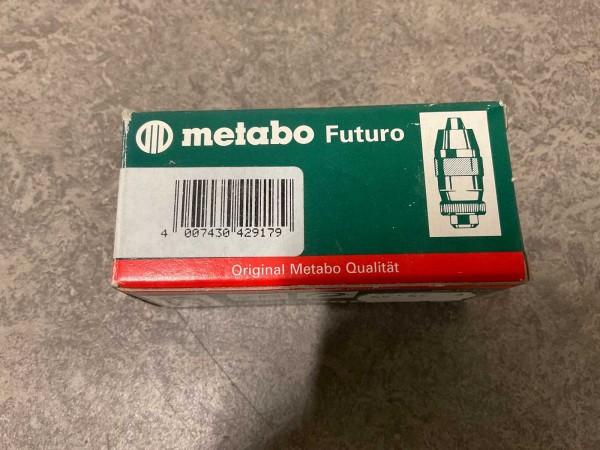 metabo Futuro
4 007430 429179
Original Metabo Qualität